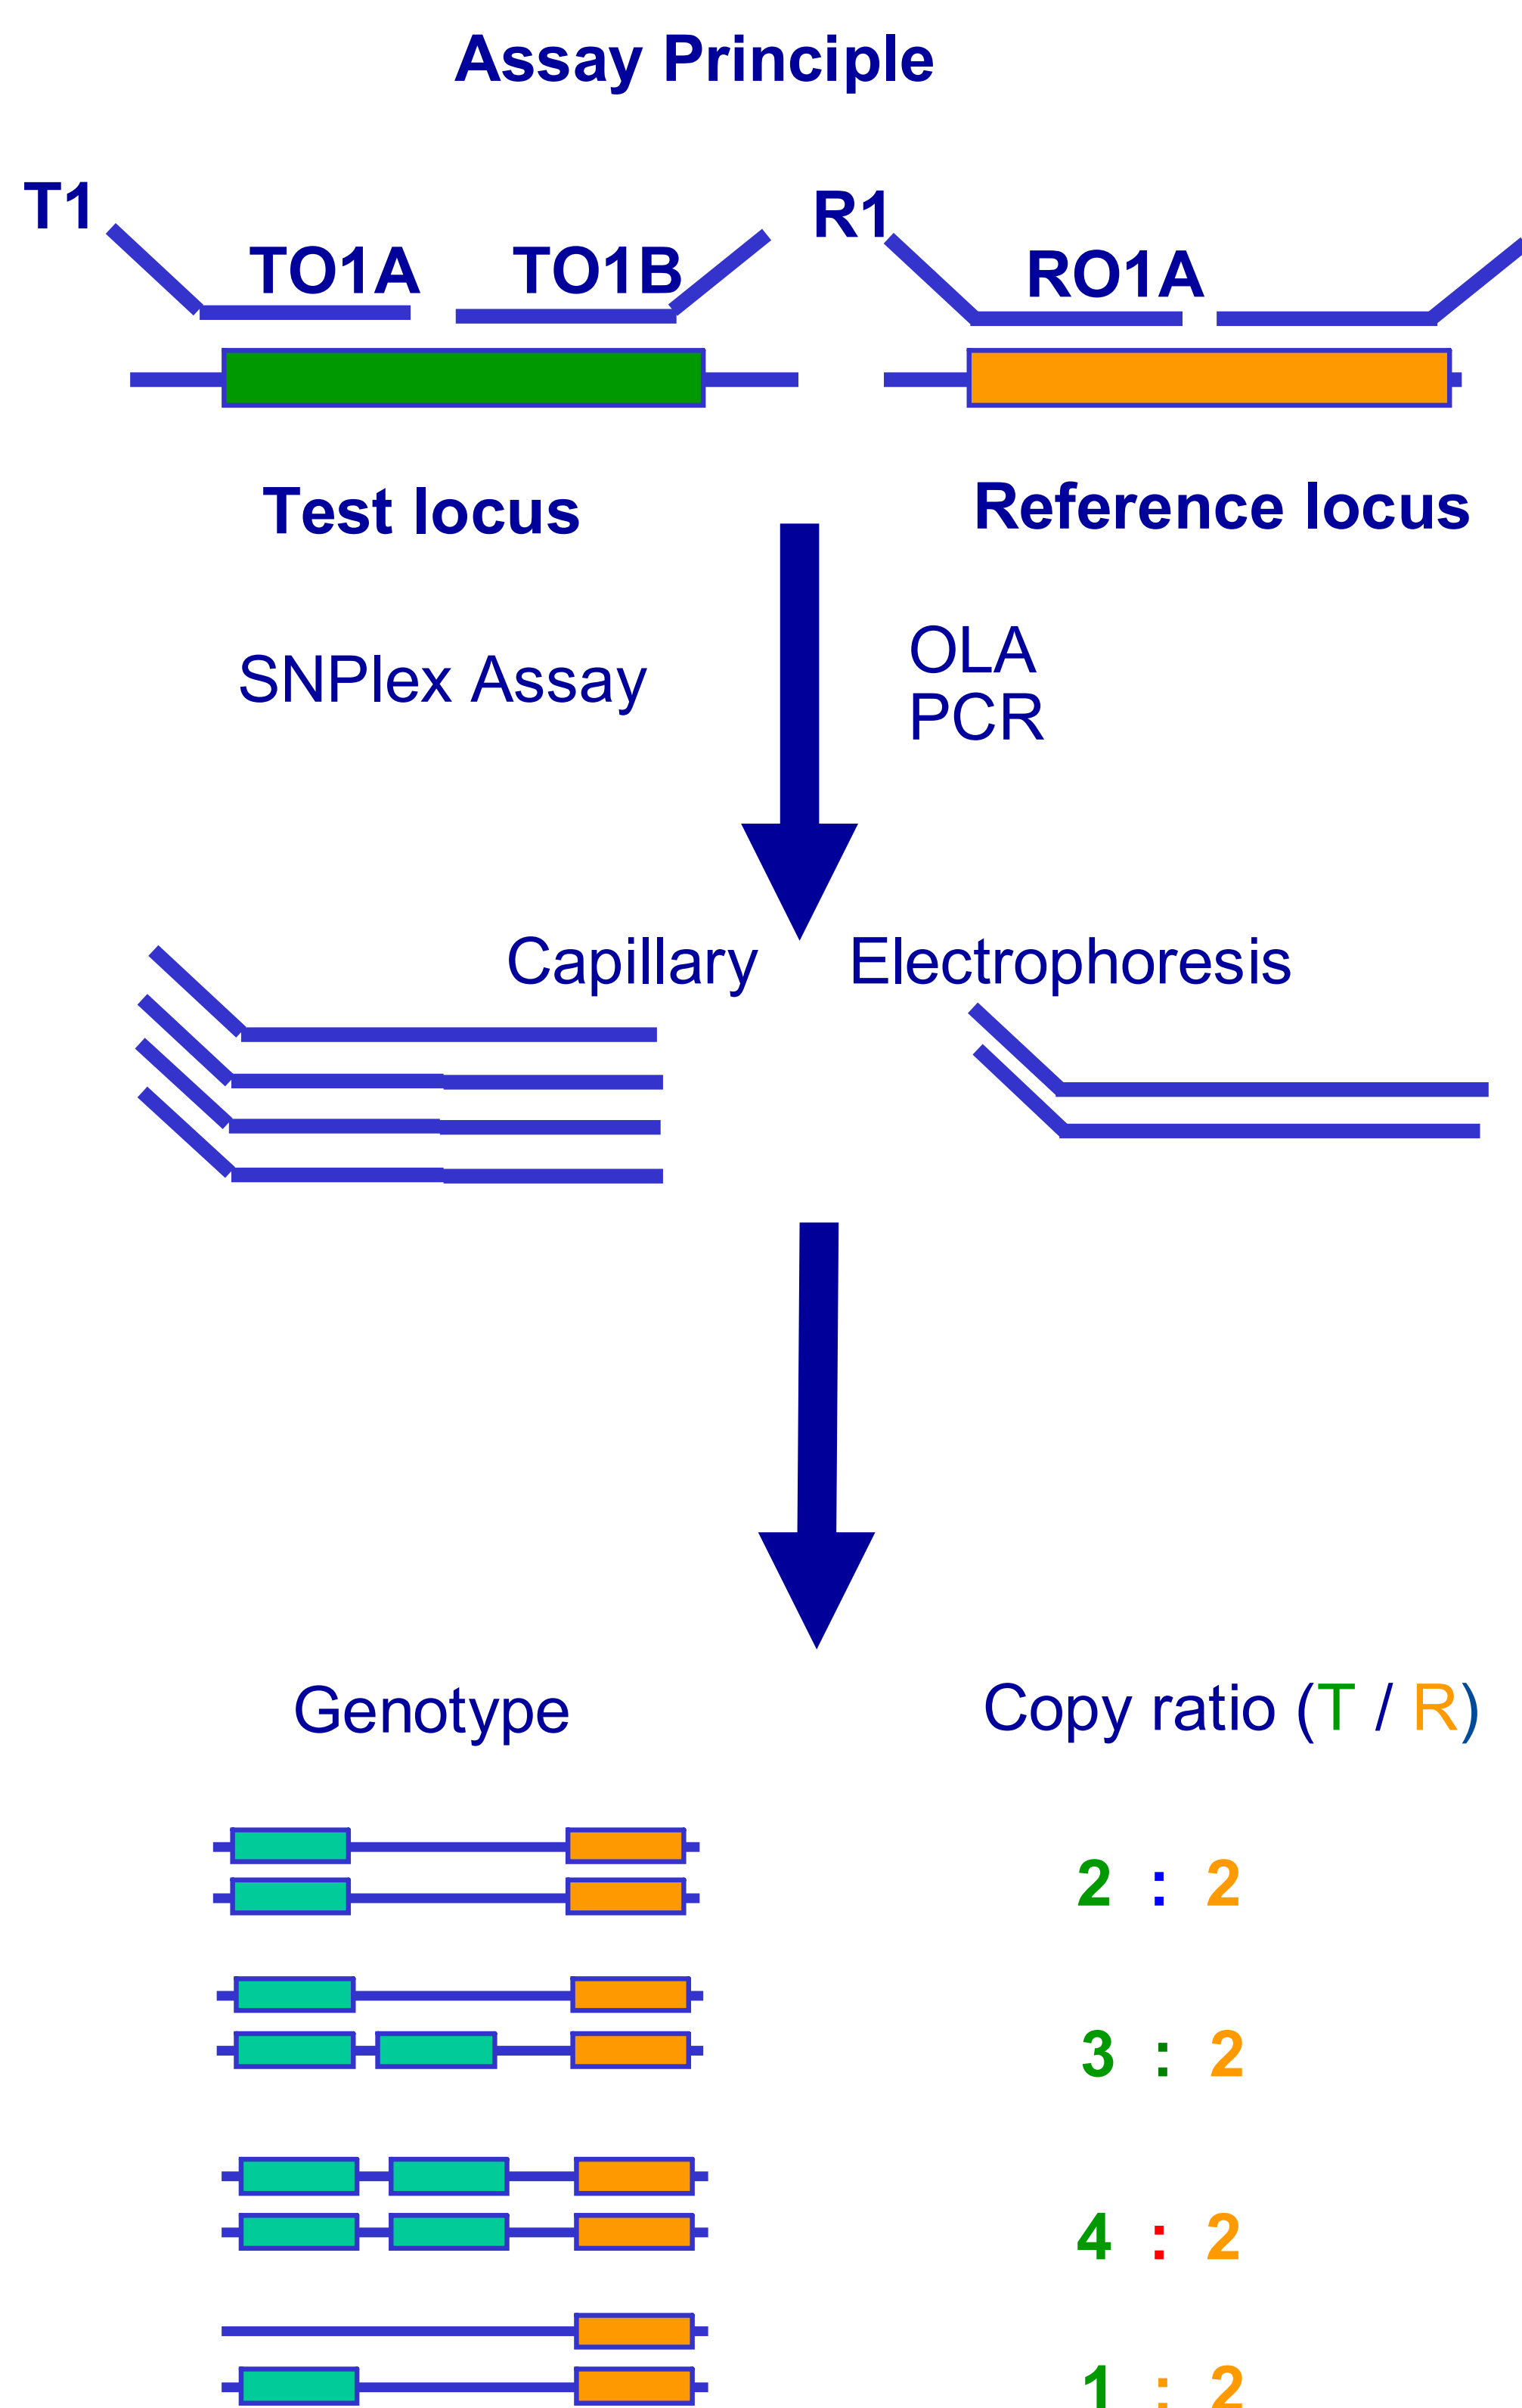 Assay Principle
T1
R1
TO1A TO1B
RO1A
Test locus
Reference locus
SNPlex Assay
OLA
PCR
Capillary Electrophoresis
Genotype
Copy ratio (T / R)
2 : 2
3 : 2
4 : 2
1 : 2